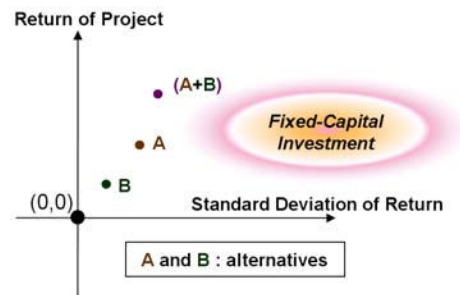 Return of Project
(A+B)
Fixed-Capital
Investment
A
B
(0,0)
Standard Deviation of Return
A and B : alternatives